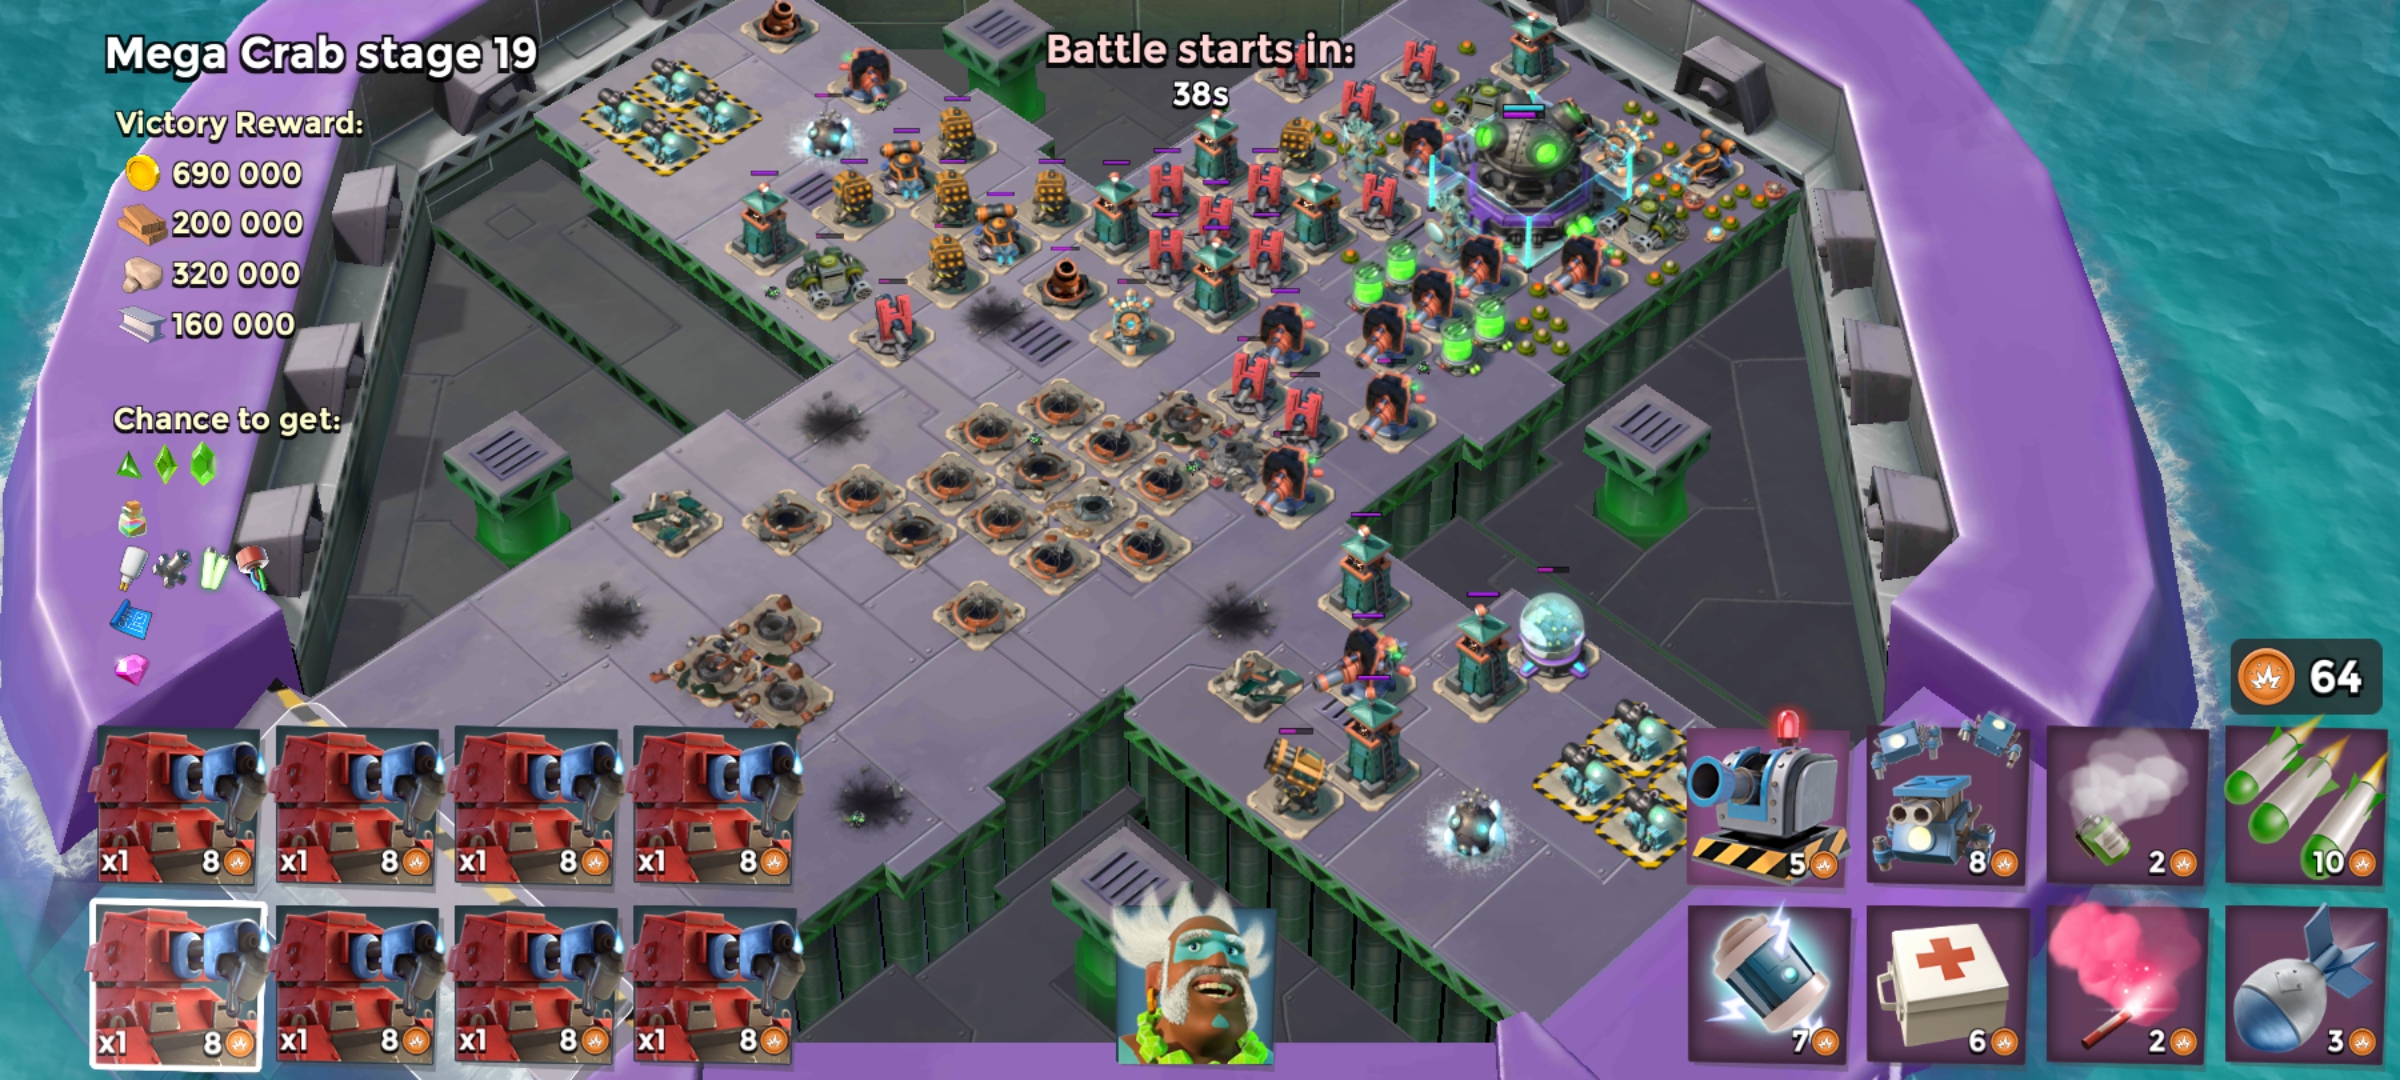 Mega Crab stage 19
Battle starts in:
38s
Victory Reward:
690 000
200 000
320 000
160 000
Chance to get:
64
x1 8
x1 8
x1 8
x1 8
5
8
2
10
x1 8
x1 8
x1 8
x1 8
7
6
2
3